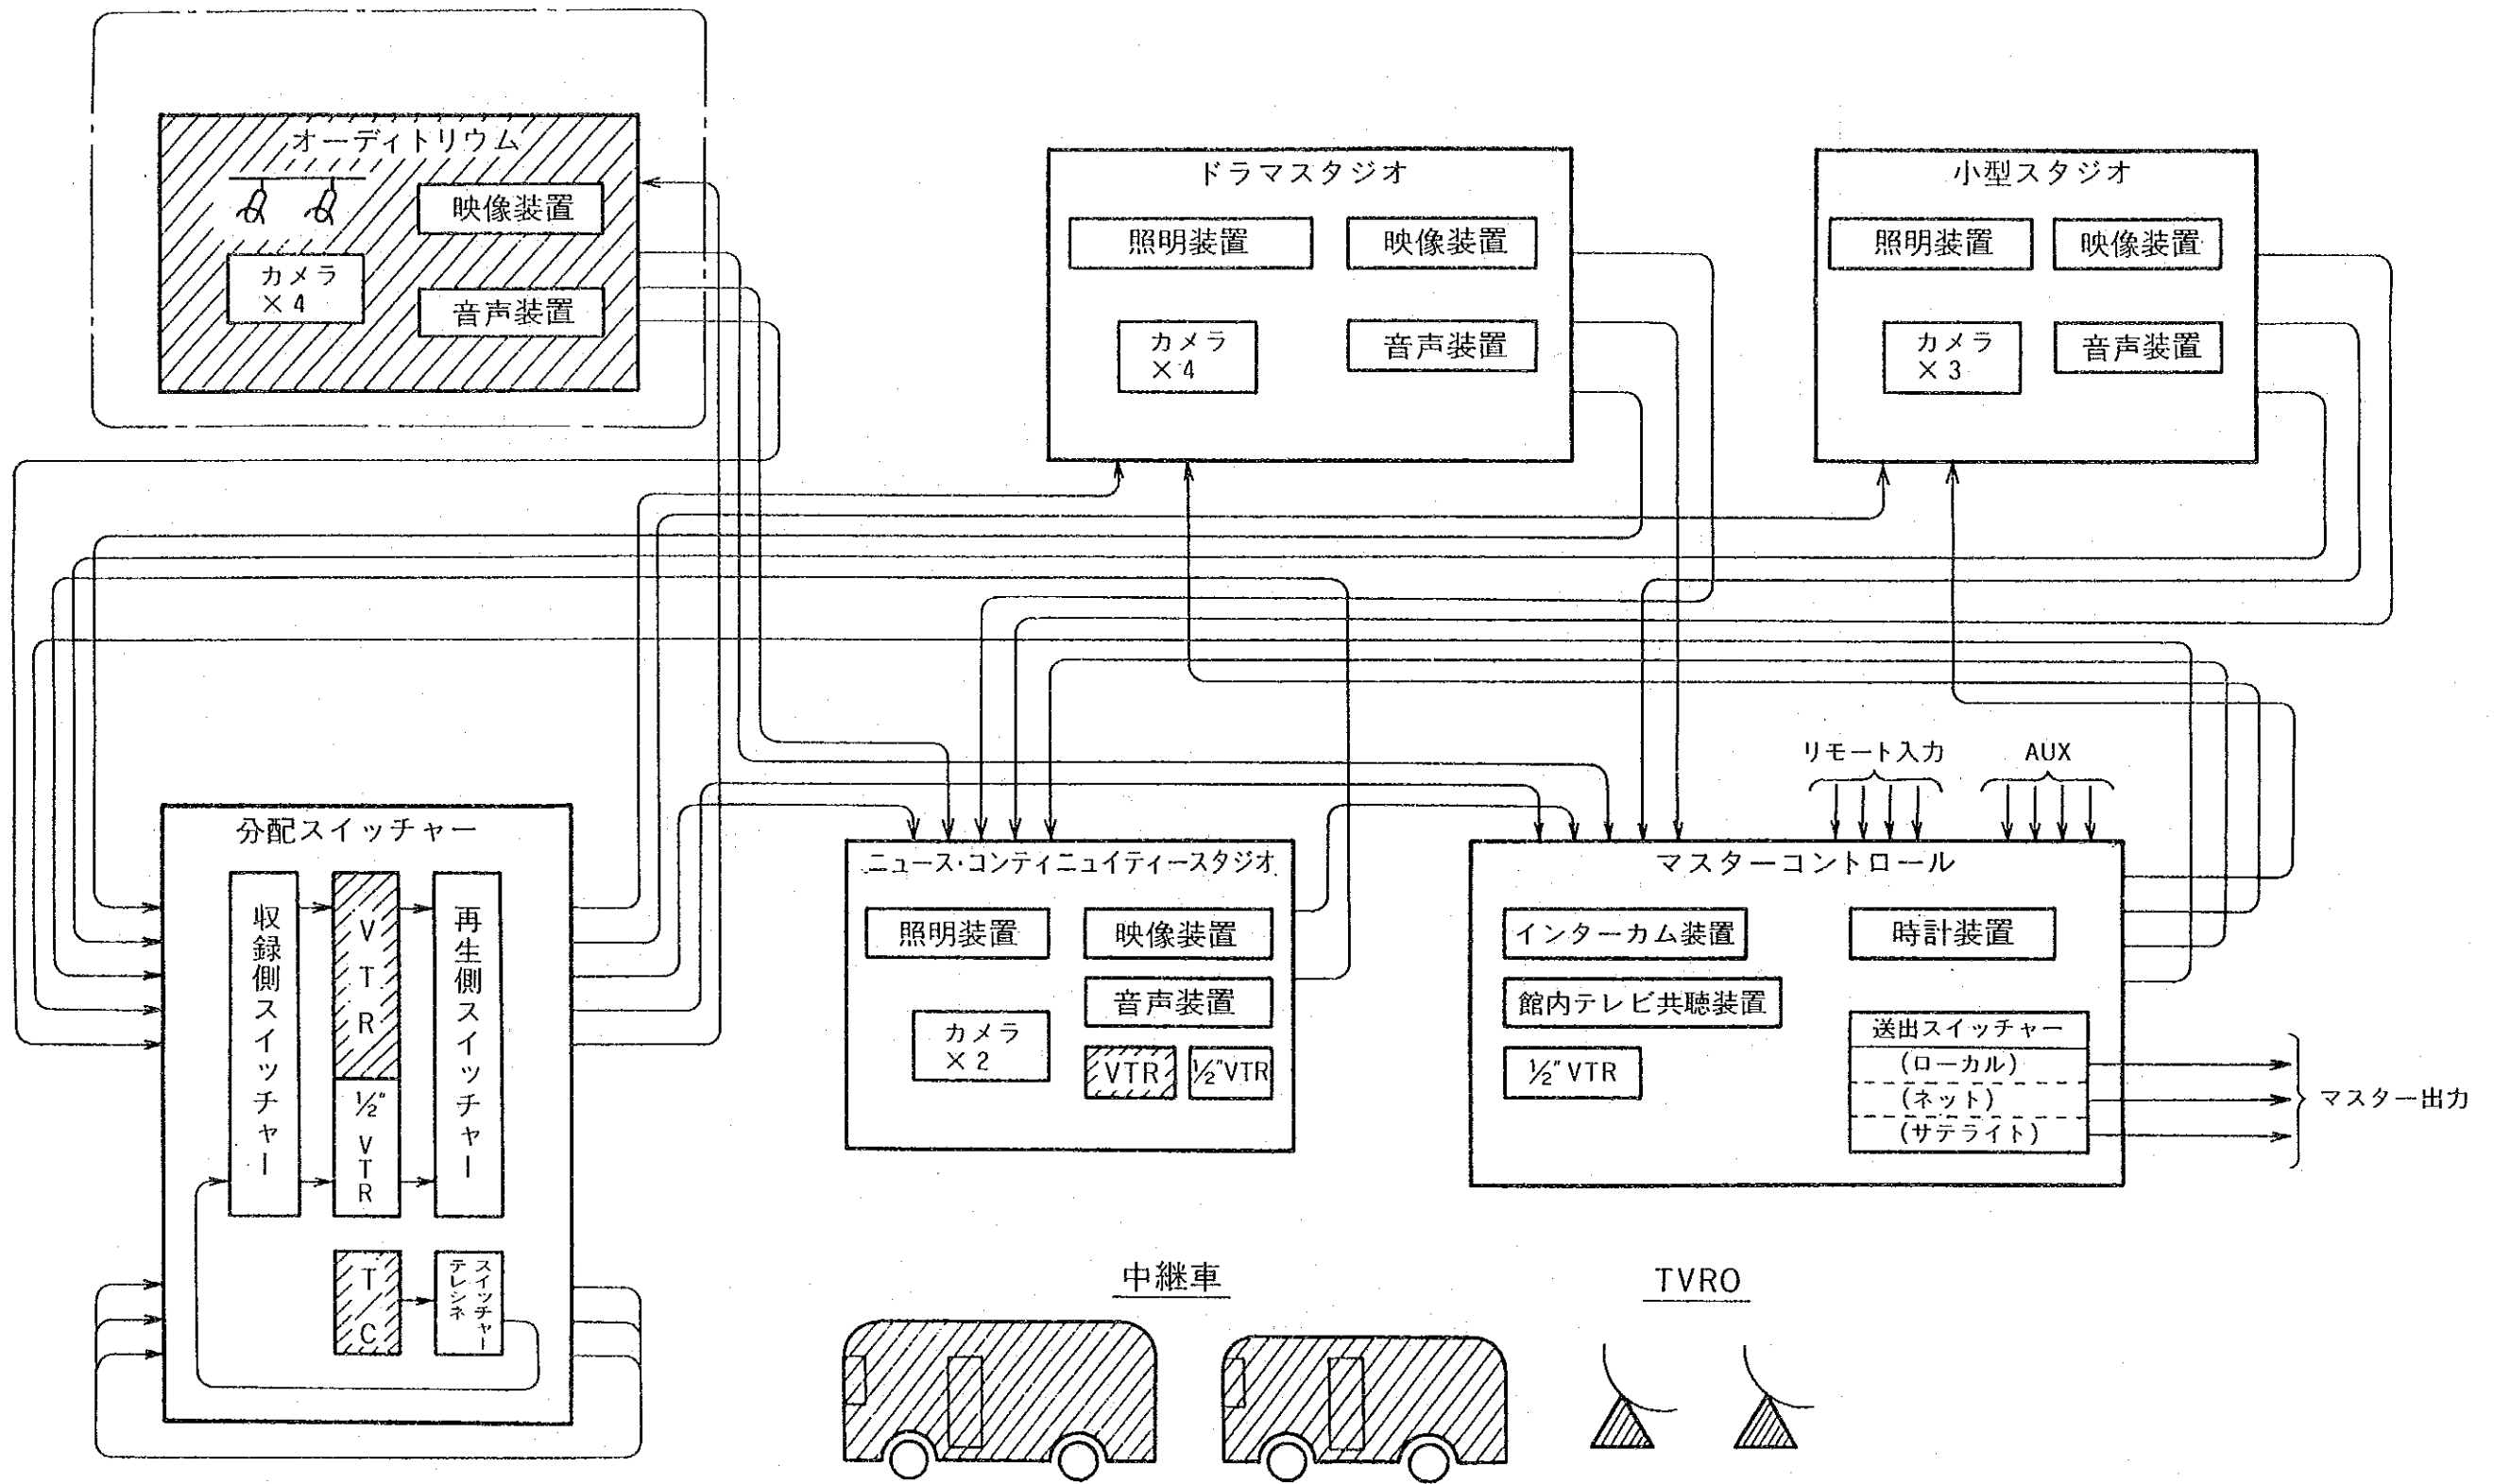 オーディトリウム
映像装置
カメラ
×4
音声装置
ドラマスタジオ
照明装置
映像装置
カメラ
×4
音声装置
小型スタジオ
照明装置
映像装置
カメラ
×3
音声装置
リモート入力
AUX
分配スイッチャー
収録側スイッチャー
VTR
½″VTR
再生側スイッチャー
T/C
テレシネ
スイッチャー
ニュース・コンティニュイティースタジオ
照明装置
映像装置
音声装置
カメラ
×2
VTR
½″VTR
マスターコントロール
インターカム装置
時計装置
館内テレビ共聴装置
½″VTR
送出スイッチャー
(ローカル)
(ネット)
(サテライト)
マスター出力
中継車
TVRO